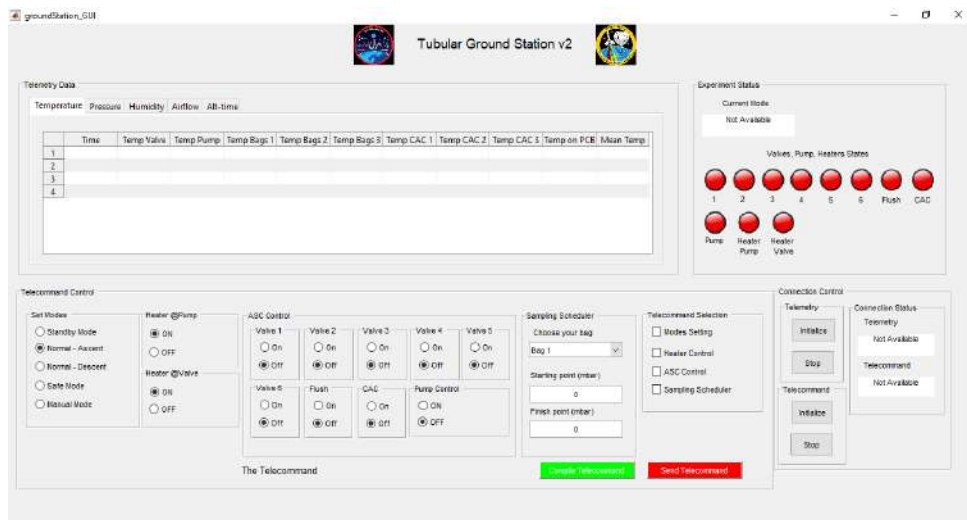 groundStation_GUI
Tubular Ground Station v2
Telemetry Data
Temperature Pressure Humidity Airflow Alt-time
Time Temp Valve Temp Pump Temp Bags 1 Temp Bags 2 Temp Bags 3 Temp CAC 1 Temp CAC 2 Temp CAC 3 Temp on PCB Mean Temp
1
2
3
4
Experiment Status
Current Mode
Not Available
Valves, Pump, Heaters States
1 2 3 4 5 6 Flush CAC
Pump Heater Pump Heater Valve
Telecommand Control
Set Modes
Standby Mode
Normal - Ascent
Normal - Descent
Safe Mode
Manual Mode
Heater @Pump
ON
OFF
Heater @Valve
ON
OFF
ASC Control
Valve 1 Valve 2 Valve 3 Valve 4 Valve 5
On On On On On
Off Off Off Off Off
Valve 6 Flush CAC Pump Control
On On On ON
Off Off Off OFF
Sampling Scheduler
Choose your bag
Bag 1
Starting point (mbar)
0
Finish point (mbar)
0
Telecommand Selection
Modes Setting
Heater Control
ASC Control
Sampling Scheduler
The Telecommand
Compile Telecommand
Send Telecommand
Connection Control
Telemetry
Initialize
Stop
Telecommand
Initialize
Stop
Connection Status
Telemetry
Not Available
Telecommand
Not Available